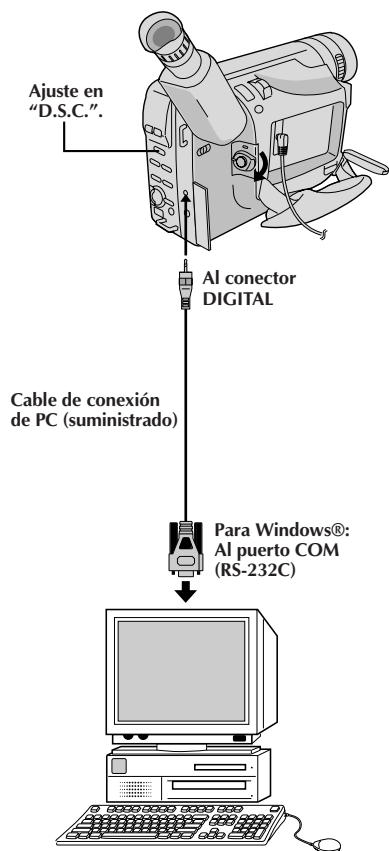 Ajuste en
“D.S.C.”.
Al conector
DIGITAL
Cable de conexión
de PC (suministrado)
Para Windows®:
Al puerto COM
(RS-232C)